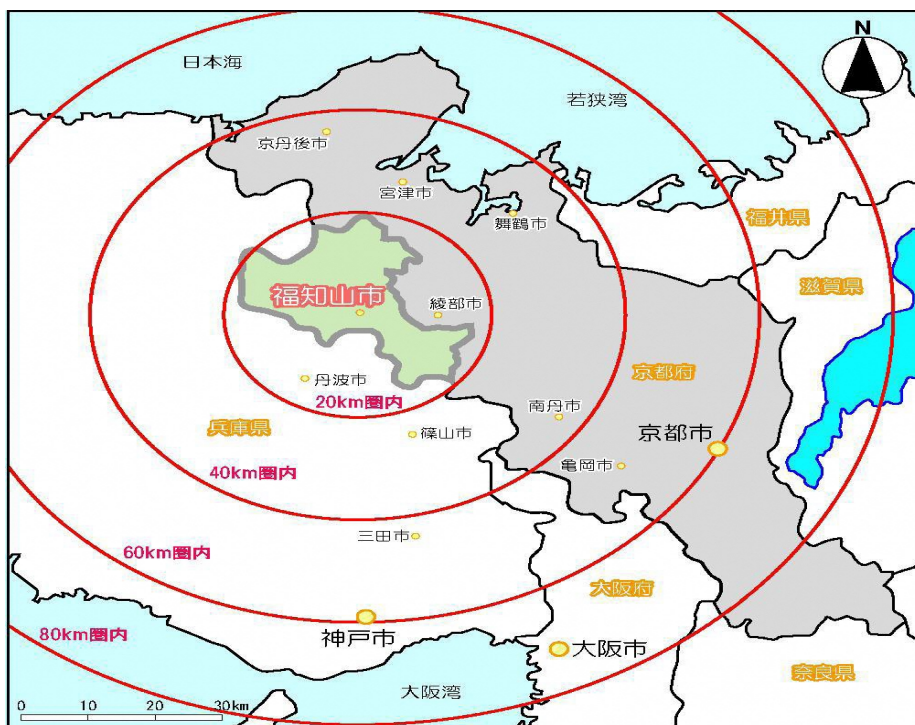 N
日本海
若狭湾
京丹後市
宮津市
舞鶴市
福井県
滋賀県
福知山市
綾部市
丹波市
京都府
20km圏内
南丹市
兵庫県
篠山市
京都市
40km圏内
亀岡市
三田市
60km圏内
大阪府
神戸市
80km圏内
大阪市
奈良県
大阪湾
0 10 20 30km